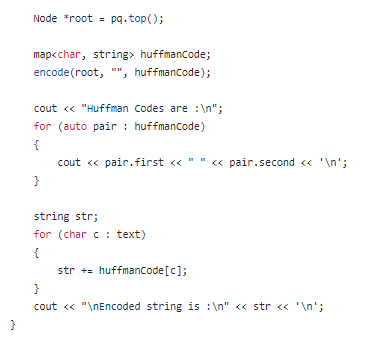 Node *root = pq.top();
map<char, string> huffmanCode;
encode(root, "", huffmanCode);
cout << "Huffman Codes are :\n";
for (auto pair : huffmanCode)
{
cout << pair.first << " " << pair.second << '\n';
}
string str;
for (char c : text)
{
str += huffmanCode[c];
}
cout << "\nEncoded string is :\n" << str << '\n';
}